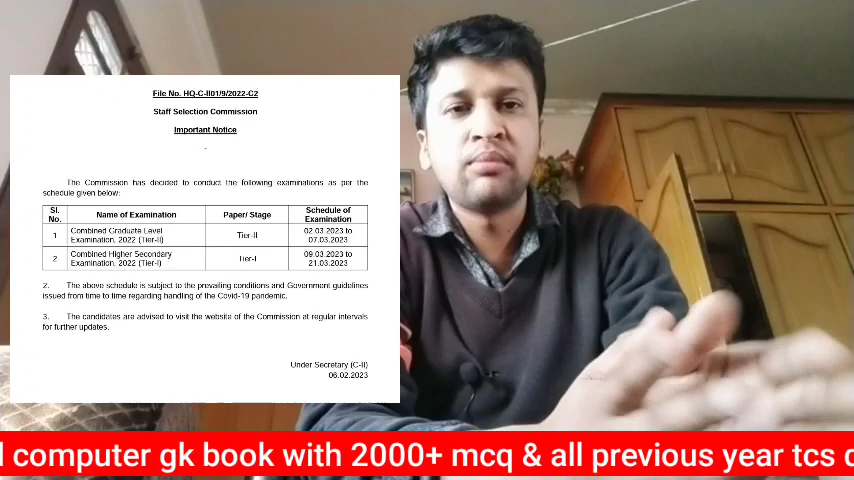 File No. HQ-C-II01/9/2022-C2
Staff Selection Commission
Important Notice
The Commission has decided to conduct the following examinations as per the
schedule given below:
Sl. No. Name of Examination Paper/ Stage Schedule of Examination
1 Combined Graduate Level Examination, 2022 (Tier-II) Tier-II 02.03.2023 to 07.03.2023
2 Combined Higher Secondary Examination, 2022 (Tier-I) Tier-I 09.03.2023 to 21.03.2023
2. The above schedule is subject to the prevailing conditions and Government guidelines
issued from time to time regarding handling of the Covid-19 pandemic.
3. The candidates are advised to visit the website of the Commission at regular intervals
for further updates.
Under Secretary (C-II)
06.02.2023
computer gk book with 2000+ mcq & all previous year tcs